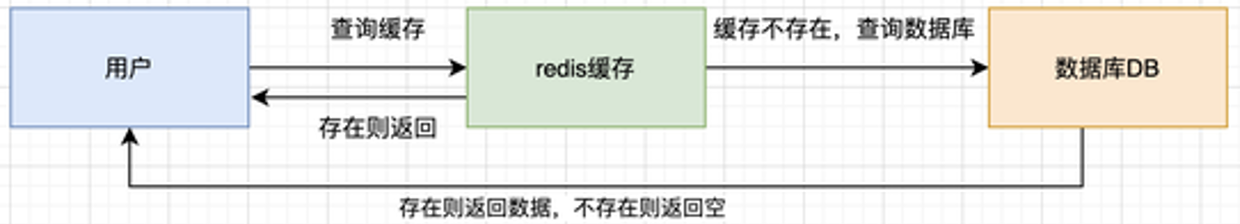 查询缓存
缓存不存在，查询数据库
用户
redis缓存
数据库DB
存在则返回
存在则返回数据，不存在则返回空